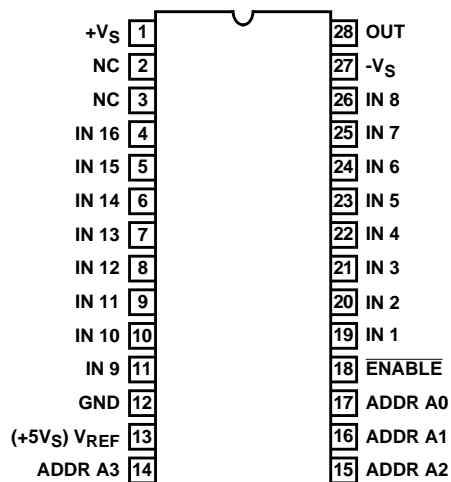 +VS 1 28 OUT
NC 2 27 -VS
NC 3 26 IN 8
IN 16 4 25 IN 7
IN 15 5 24 IN 6
IN 14 6 23 IN 5
IN 13 7 22 IN 4
IN 12 8 21 IN 3
IN 11 9 20 IN 2
IN 10 10 19 IN 1
IN 9 11 18 ENABLE
GND 12 17 ADDR A0
(+5VS) VREF 13 16 ADDR A1
ADDR A3 14 15 ADDR A2